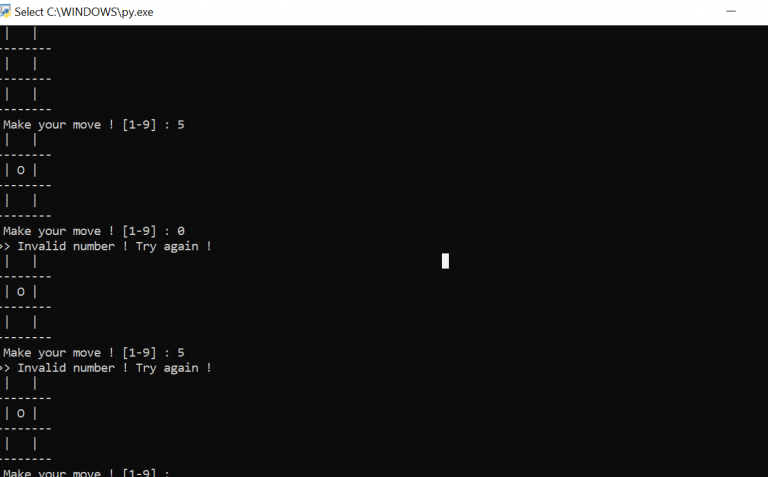 Select C:\WINDOWS\py.exe
| |
--------
| |
--------
| |
--------
Make your move ! [1-9] : 5
| |
--------
| O |
--------
| |
--------
Make your move ! [1-9] : 0
>> Invalid number ! Try again !
| |
--------
| O |
--------
| |
--------
Make your move ! [1-9] : 5
>> Invalid number ! Try again !
| |
--------
| O |
--------
| |
--------
Make your move ! [1-9] :